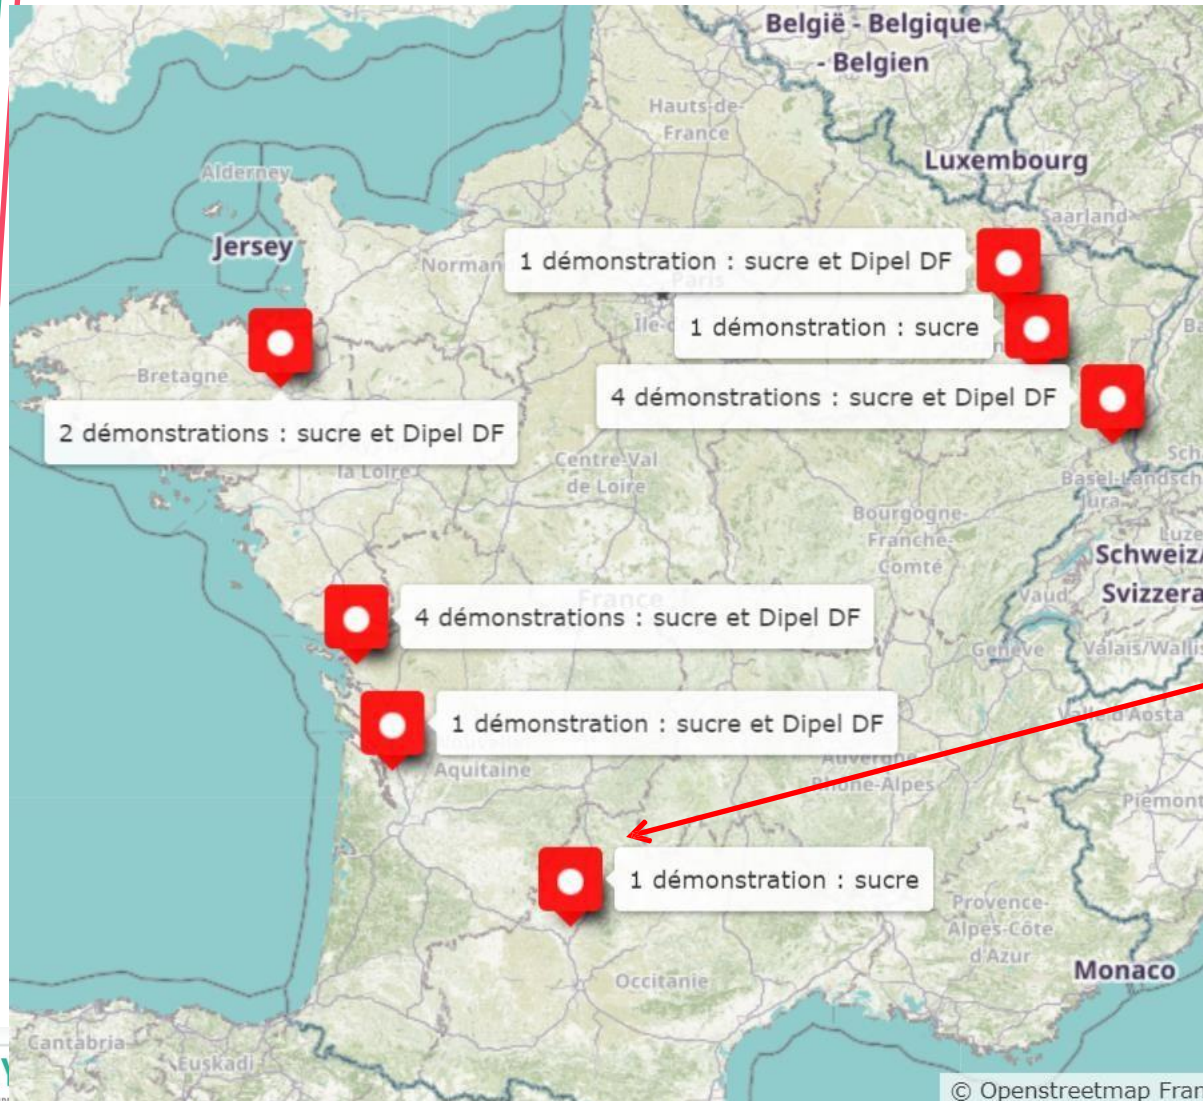 België - Belgique
- Belgien
Hauts-de-
France
Luxembourg
Alderney
Saarland
Jersey
1 démonstration : sucre et Dipel DF
Paris
1 démonstration : sucre
Bretagne
4 démonstrations : sucre et Dipel DF
2 démonstrations : sucre et Dipel DF
la Loire
Centre-Val
de Loire
Bourgogne-
Franche-
Comté
Jura
Schweiz/
Svizzera
Vaud
France
4 démonstrations : sucre et Dipel DF
Genève
Valais/Wallis
Valle d'Aosta
1 démonstration : sucre et Dipel DF
Aquitaine
Auvergne-
Rhône-Alpes
Piemont
1 démonstration : sucre
Provence-
Alpes-Côte
d'Azur
Monaco
Occitanie
Cantabria
Euskadi
© Openstreetmap Fran